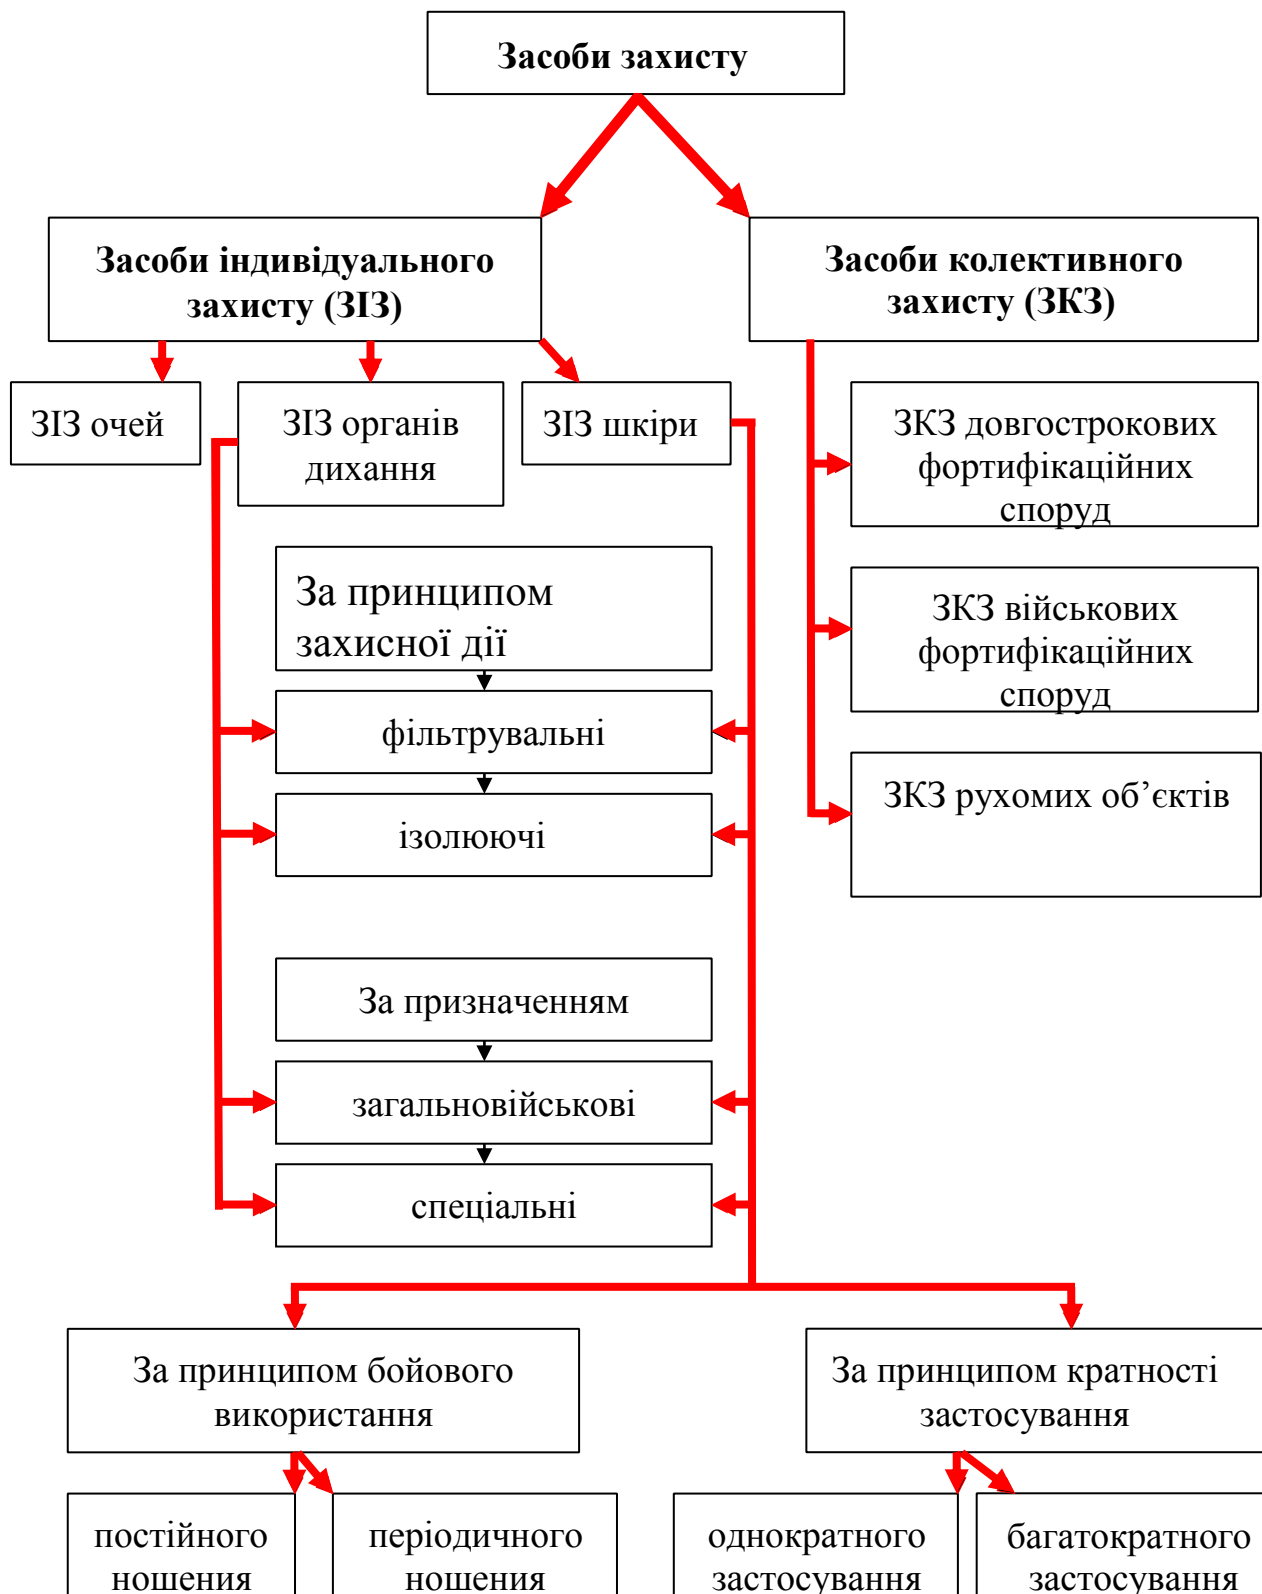 Засоби захисту
Засоби індивідуального
захисту (ЗІЗ)
Засоби колективного
захисту (ЗКЗ)
ЗІЗ очей
ЗІЗ органів
дихання
ЗІЗ шкіри
ЗКЗ довгострокових
фортифікаційних
споруд
За принципом
захисної дії
ЗКЗ військових
фортифікаційних
споруд
фільтрувальні
ізолюючі
ЗКЗ рухомих об’єктів
За призначенням
загальновійськові
спеціальні
За принципом бойового
використання
За принципом кратності
застосування
постійного
ношения
періодичного
ношения
однократного
застосування
багатократного
застосування